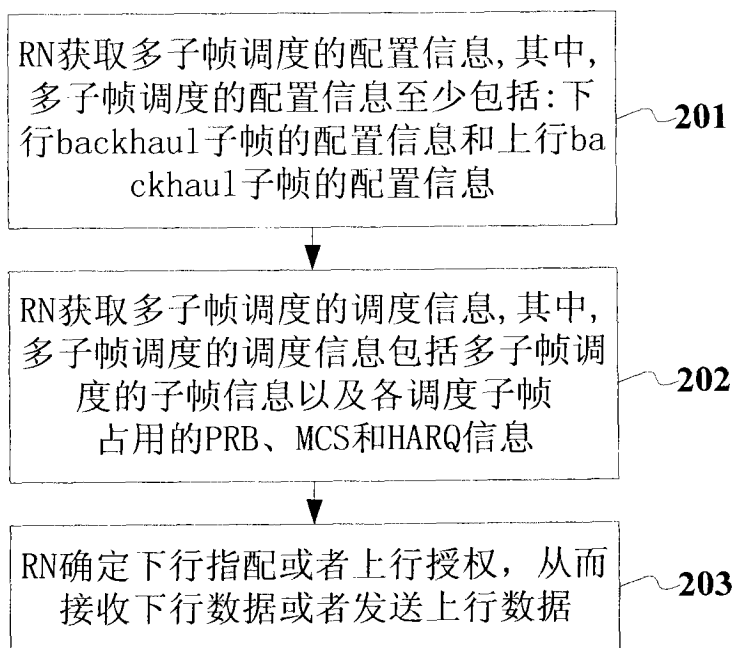 RN获取多子帧调度的配置信息,其中,
多子帧调度的配置信息至少包括:下
行backhaul子帧的配置信息和上行ba
ckhaul子帧的配置信息
201
RN获取多子帧调度的调度信息,其中,
多子帧调度的调度信息包括多子帧调
度的子帧信息以及各调度子帧
占用的PRB、MCS和HARQ信息
202
RN确定下行指配或者上行授权，从而
接收下行数据或者发送上行数据
203